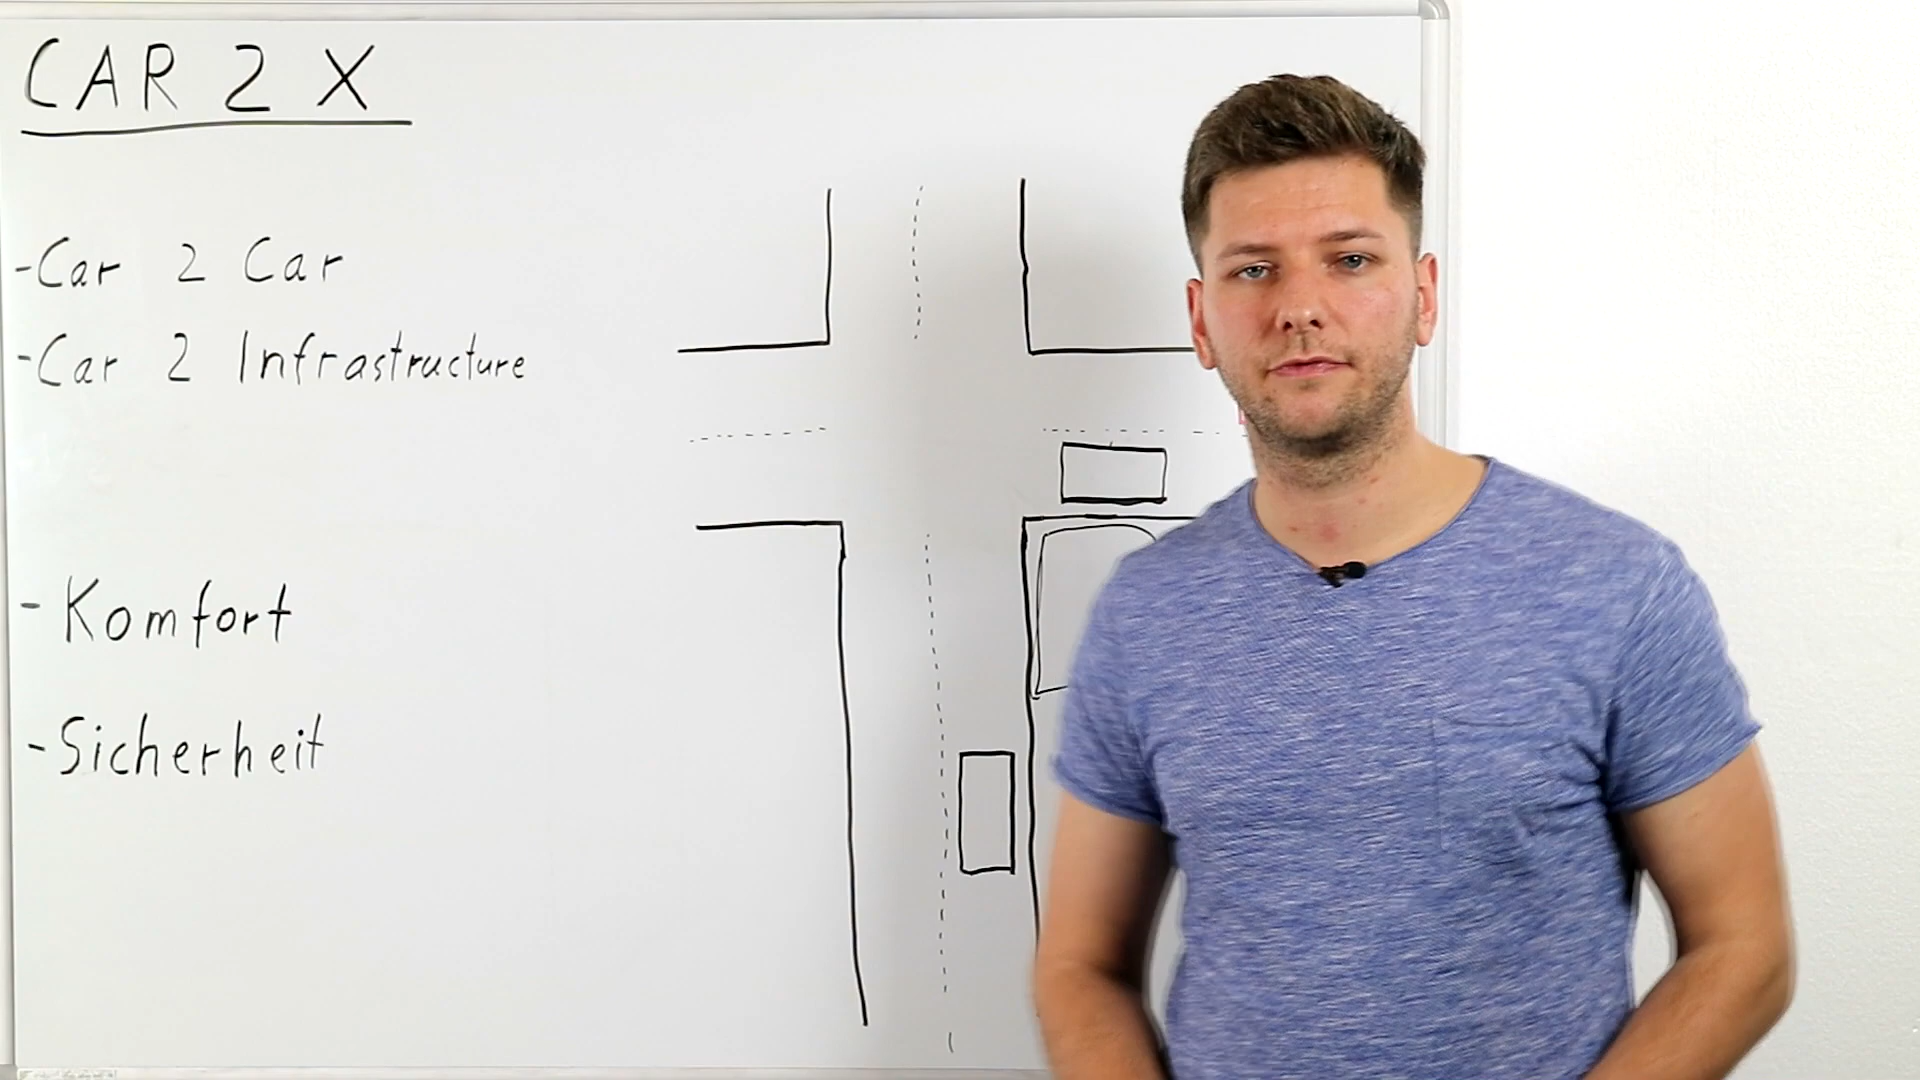 CAR 2 X
- Car 2 Car
- Car 2 Infrastructure
- Komfort
- Sicherheit